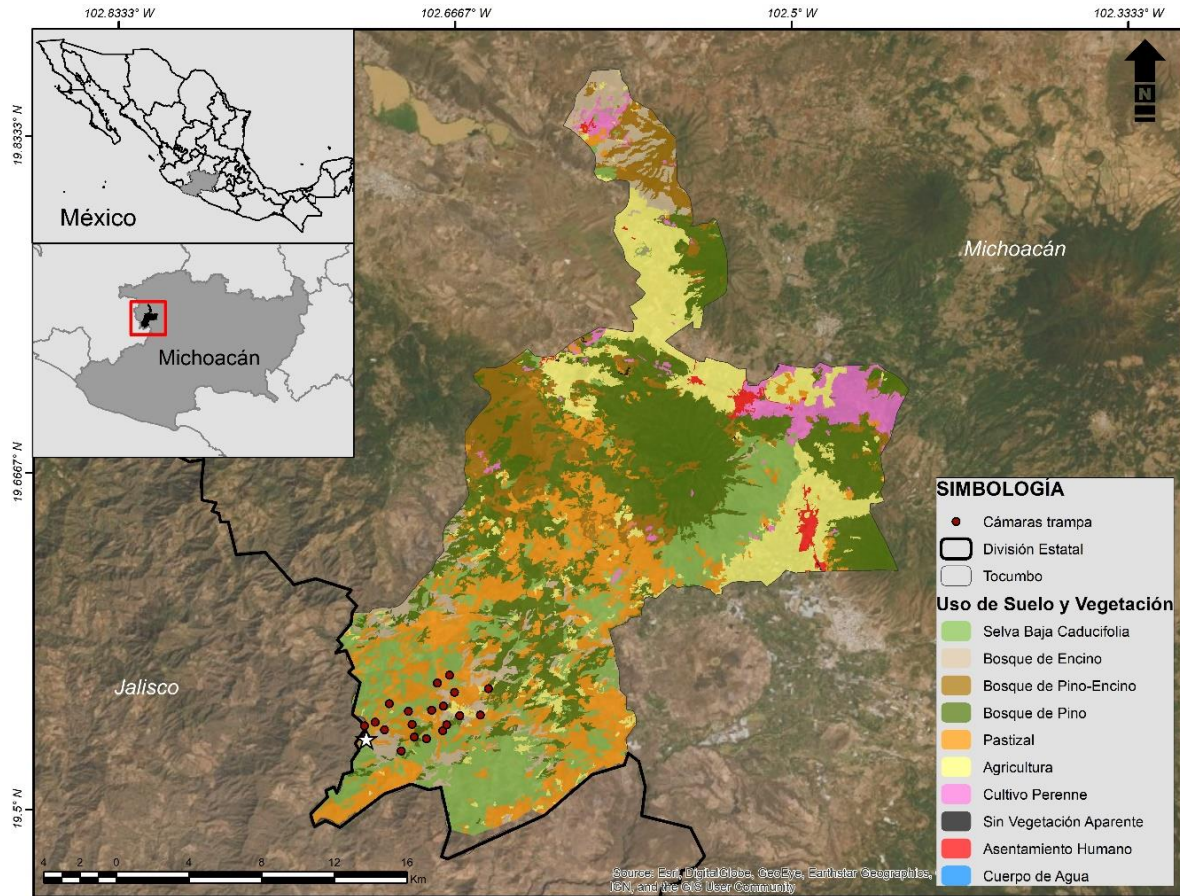 102.8333° W
102.6667° W
102.5° W
102.3333° W
19.8333° N
19.6667° N
19.5° N
N
México
Michoacán
Michoacán
Jalisco
SIMBOLOGÍA
Cámaras trampa
División Estatal
Tocumbo
Uso de Suelo y Vegetación
Selva Baja Caducifolia
Bosque de Encino
Bosque de Pino-Encino
Bosque de Pino
Pastizal
Agricultura
Cultivo Perenne
Sin Vegetación Aparente
Asentamiento Humano
Cuerpo de Agua
4 2 0 4 8 12 16
Km
Source: Esri, DigitalGlobe, GeoEye, Earthstar Geographics,
IGN, and the GIS User Community